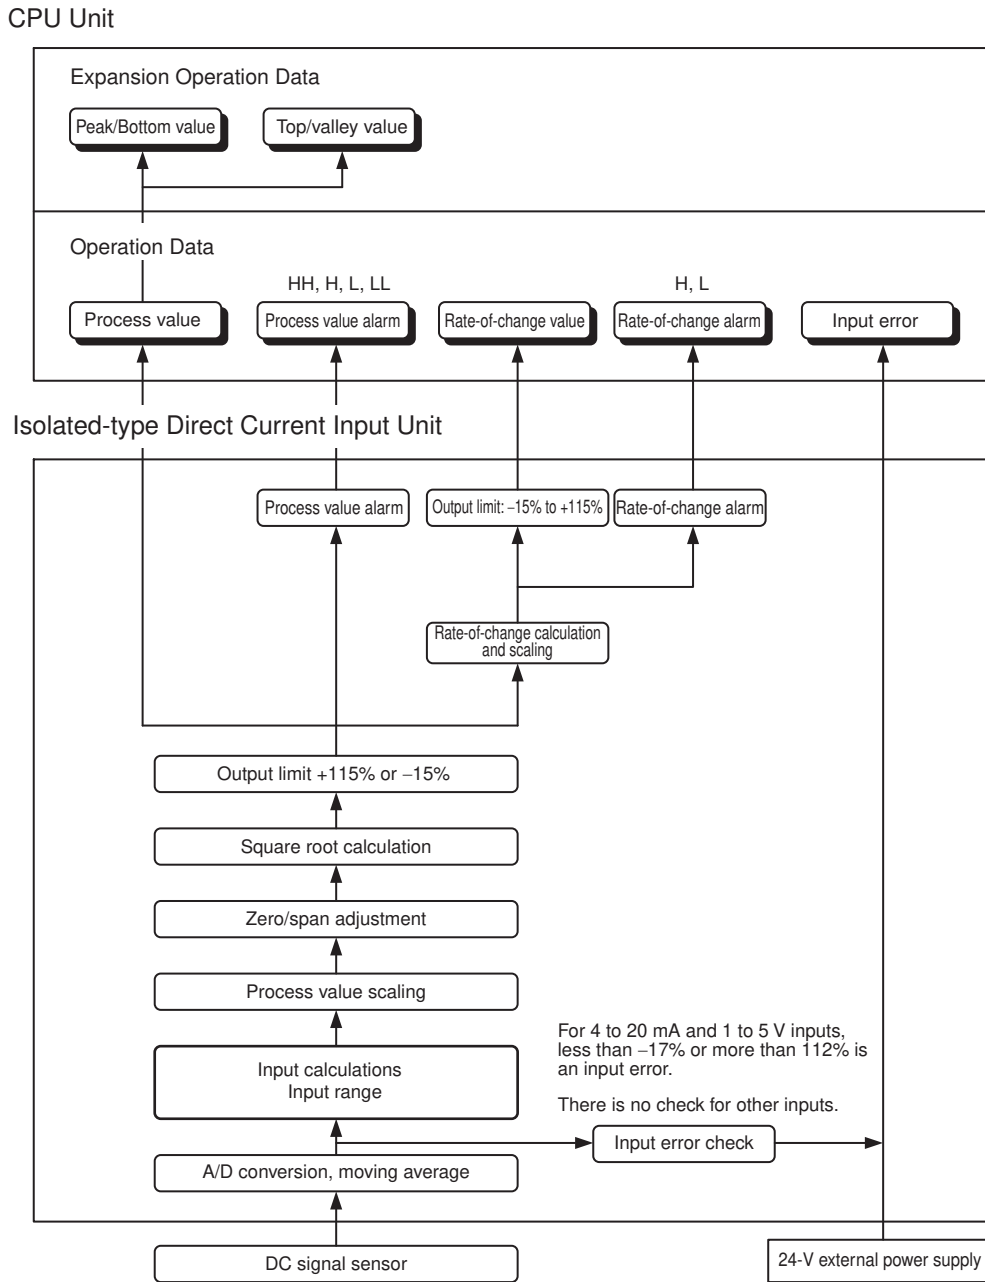 CPU Unit
Expansion Operation Data
Peak/Bottom value
Top/valley value
Operation Data
HH, H, L, LL
H, L
Process value
Process value alarm
Rate-of-change value
Rate-of-change alarm
Input error
Isolated-type Direct Current Input Unit
Process value alarm
Output limit: –15% to +115%
Rate-of-change alarm
Rate-of-change calculation
and scaling
Output limit +115% or –15%
Square root calculation
Zero/span adjustment
Process value scaling
Input calculations
Input range
For 4 to 20 mA and 1 to 5 V inputs,
less than –17% or more than 112% is
an input error.
There is no check for other inputs.
Input error check
A/D conversion, moving average
DC signal sensor
24-V external power supply